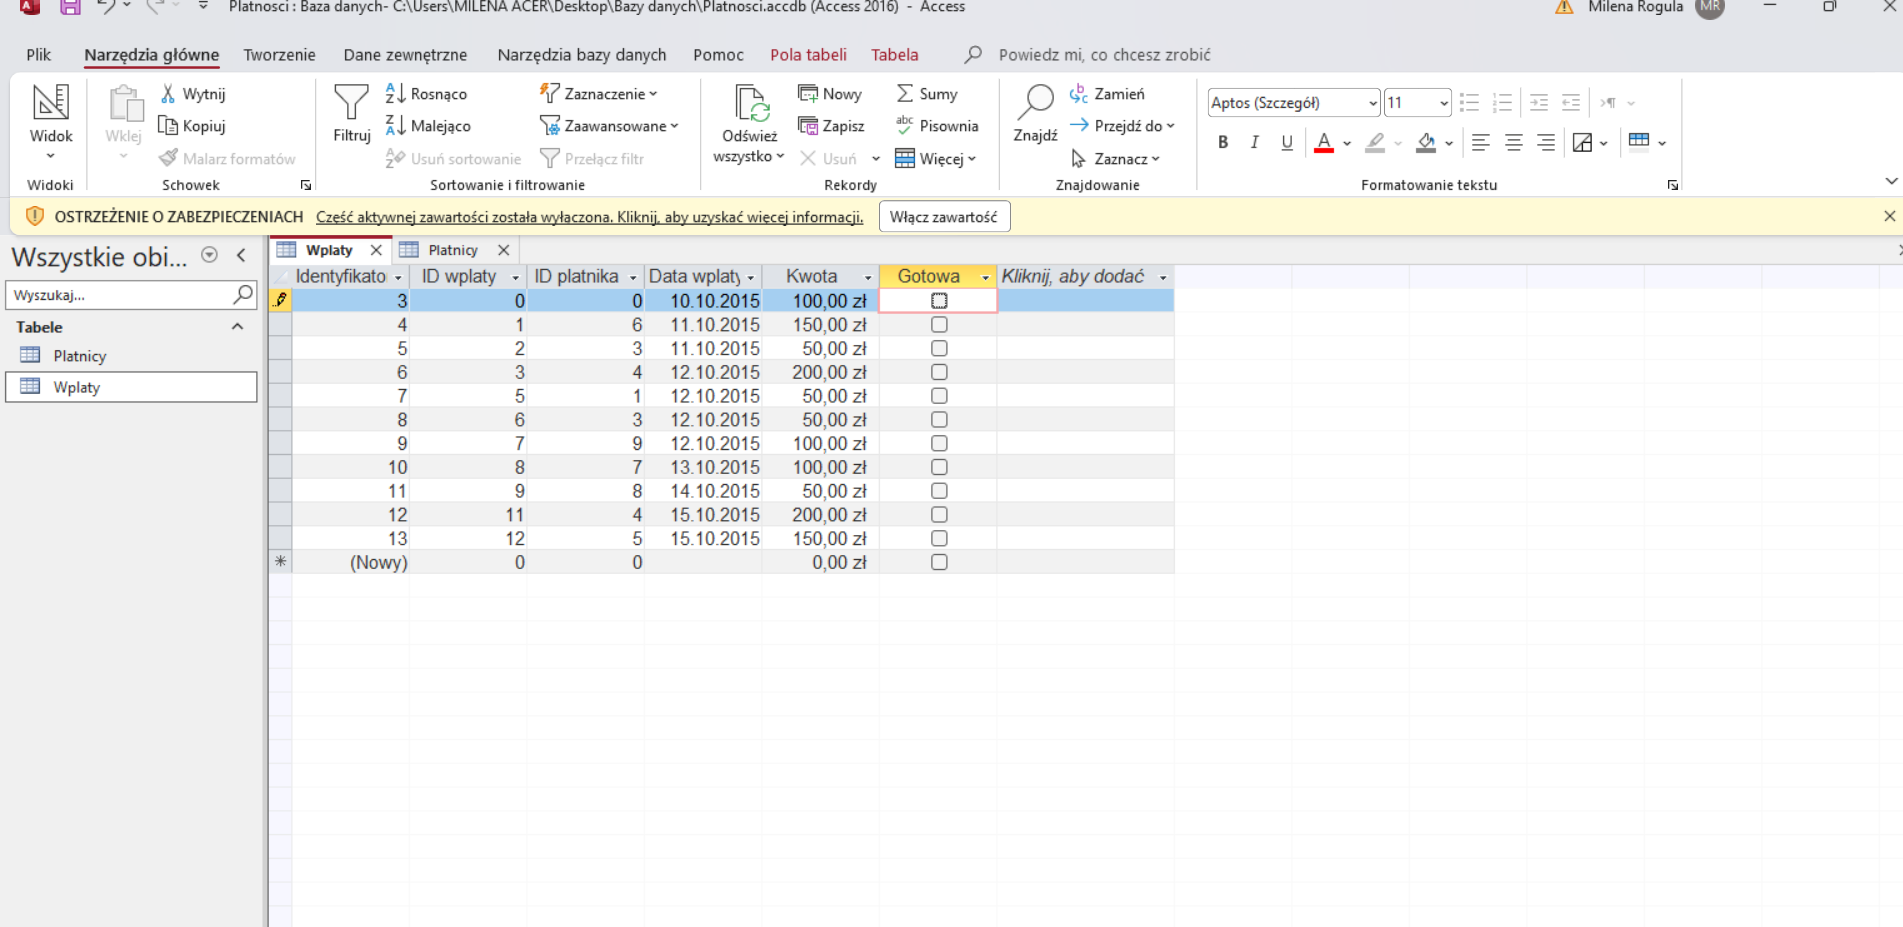 Platnosci : Baza danych- C:\Users\MILENA ACER\Desktop\Bazy danych\Platnosci.accdb (Access 2016) - Access
Milena Rogula MR
Plik Narzędzia główne Tworzenie Dane zewnętrzne Narzędzia bazy danych Pomoc Pola tabeli Tabela Powiedz mi, co chcesz zrobić
Widok
Widoki
Wklej
Wytnij
Kopiuj
Malarz formatów
Schowek
Filtruj
Rosnąco
Malejąco
Usuń sortowanie
Zaznaczenie
Zaawansowane
Przełącz filtr
Sortowanie i filtrowanie
Odśwież
wszystko
Nowy
Zapisz
Usuń
Sumy
Pisownia
Więcej
Rekordy
Znajdź
Zamień
Przejdź do
Zaznacz
Znajdowanie
Aptos (Szczegół) 11
B I U A
Formatowanie tekstu
OSTRZEŻENIE O ZABEZPIECZENIACH Część aktywnej zawartości została wyłączona. Kliknij, aby uzyskać więcej informacji. Włącz zawartość
Wszystkie obi...
Wyszukaj...
Tabele
Platnicy
Wplaty
Wplaty Platnicy
Identyfikato ID wplaty ID platnika Data wplaty Kwota Gotowa Kliknij, aby dodać
3 0 0 10.10.2015 100,00 zł
4 1 6 11.10.2015 150,00 zł
5 2 3 11.10.2015 50,00 zł
6 3 4 12.10.2015 200,00 zł
7 5 1 12.10.2015 50,00 zł
8 6 3 12.10.2015 50,00 zł
9 7 9 12.10.2015 100,00 zł
10 8 7 13.10.2015 100,00 zł
11 9 8 14.10.2015 50,00 zł
12 11 4 15.10.2015 200,00 zł
13 12 5 15.10.2015 150,00 zł
(Nowy) 0 0 0,00 zł